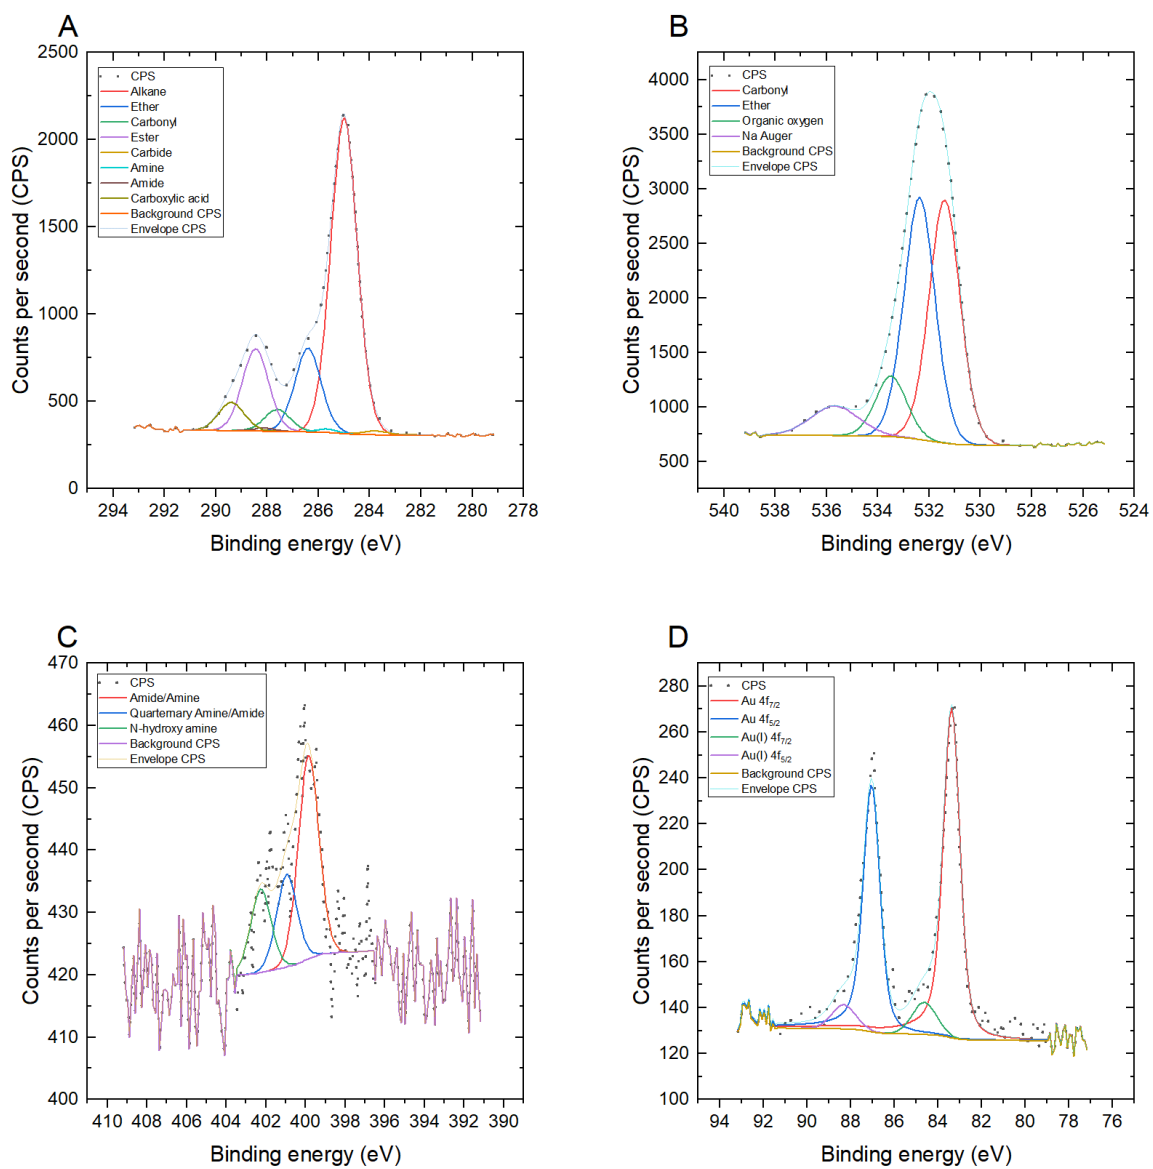 A
2500
2000
1500
1000
500
0
CPS
Alkane
Ether
Carbonyl
Ester
Carbide
Amine
Amide
Carboxylic acid
Background CPS
Envelope CPS
Counts per second (CPS)
294 292 290 288 286 284 282 280 278
Binding energy (eV)
B
4000
3500
3000
2500
2000
1500
1000
500
CPS
Carbonyl
Ether
Organic oxygen
Na Auger
Background CPS
Envelope CPS
Counts per second (CPS)
540 538 536 534 532 530 528 526 524
Binding energy (eV)
C
470
460
450
440
430
420
410
400
CPS
Amide/Amine
Quarternary Amine/Amide
N-hydroxy amine
Background CPS
Envelope CPS
Counts per second (CPS)
410 408 406 404 402 400 398 396 394 392 390
Binding energy (eV)
D
280
260
240
220
200
180
160
140
120
100
CPS
Au 4f7/2
Au 4f5/2
Au(I) 4f7/2
Au(I) 4f5/2
Background CPS
Envelope CPS
Counts per second (CPS)
94 92 90 88 86 84 82 80 78 76
Binding energy (eV)